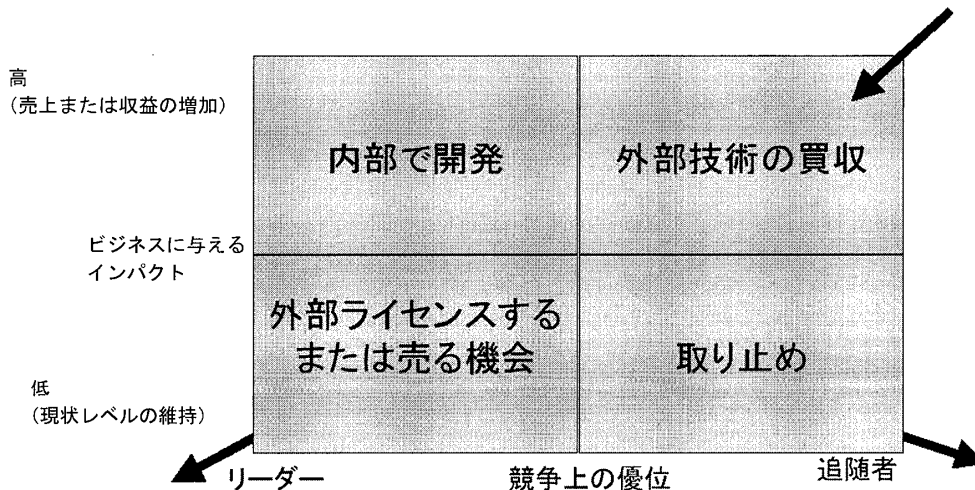 高
（売上または収益の増加）
内部で開発
外部技術の買収
ビジネスに与える
インパクト
外部ライセンスする
または売る機会
取り止め
低
（現状レベルの維持）
リーダー
競争上の優位
追随者